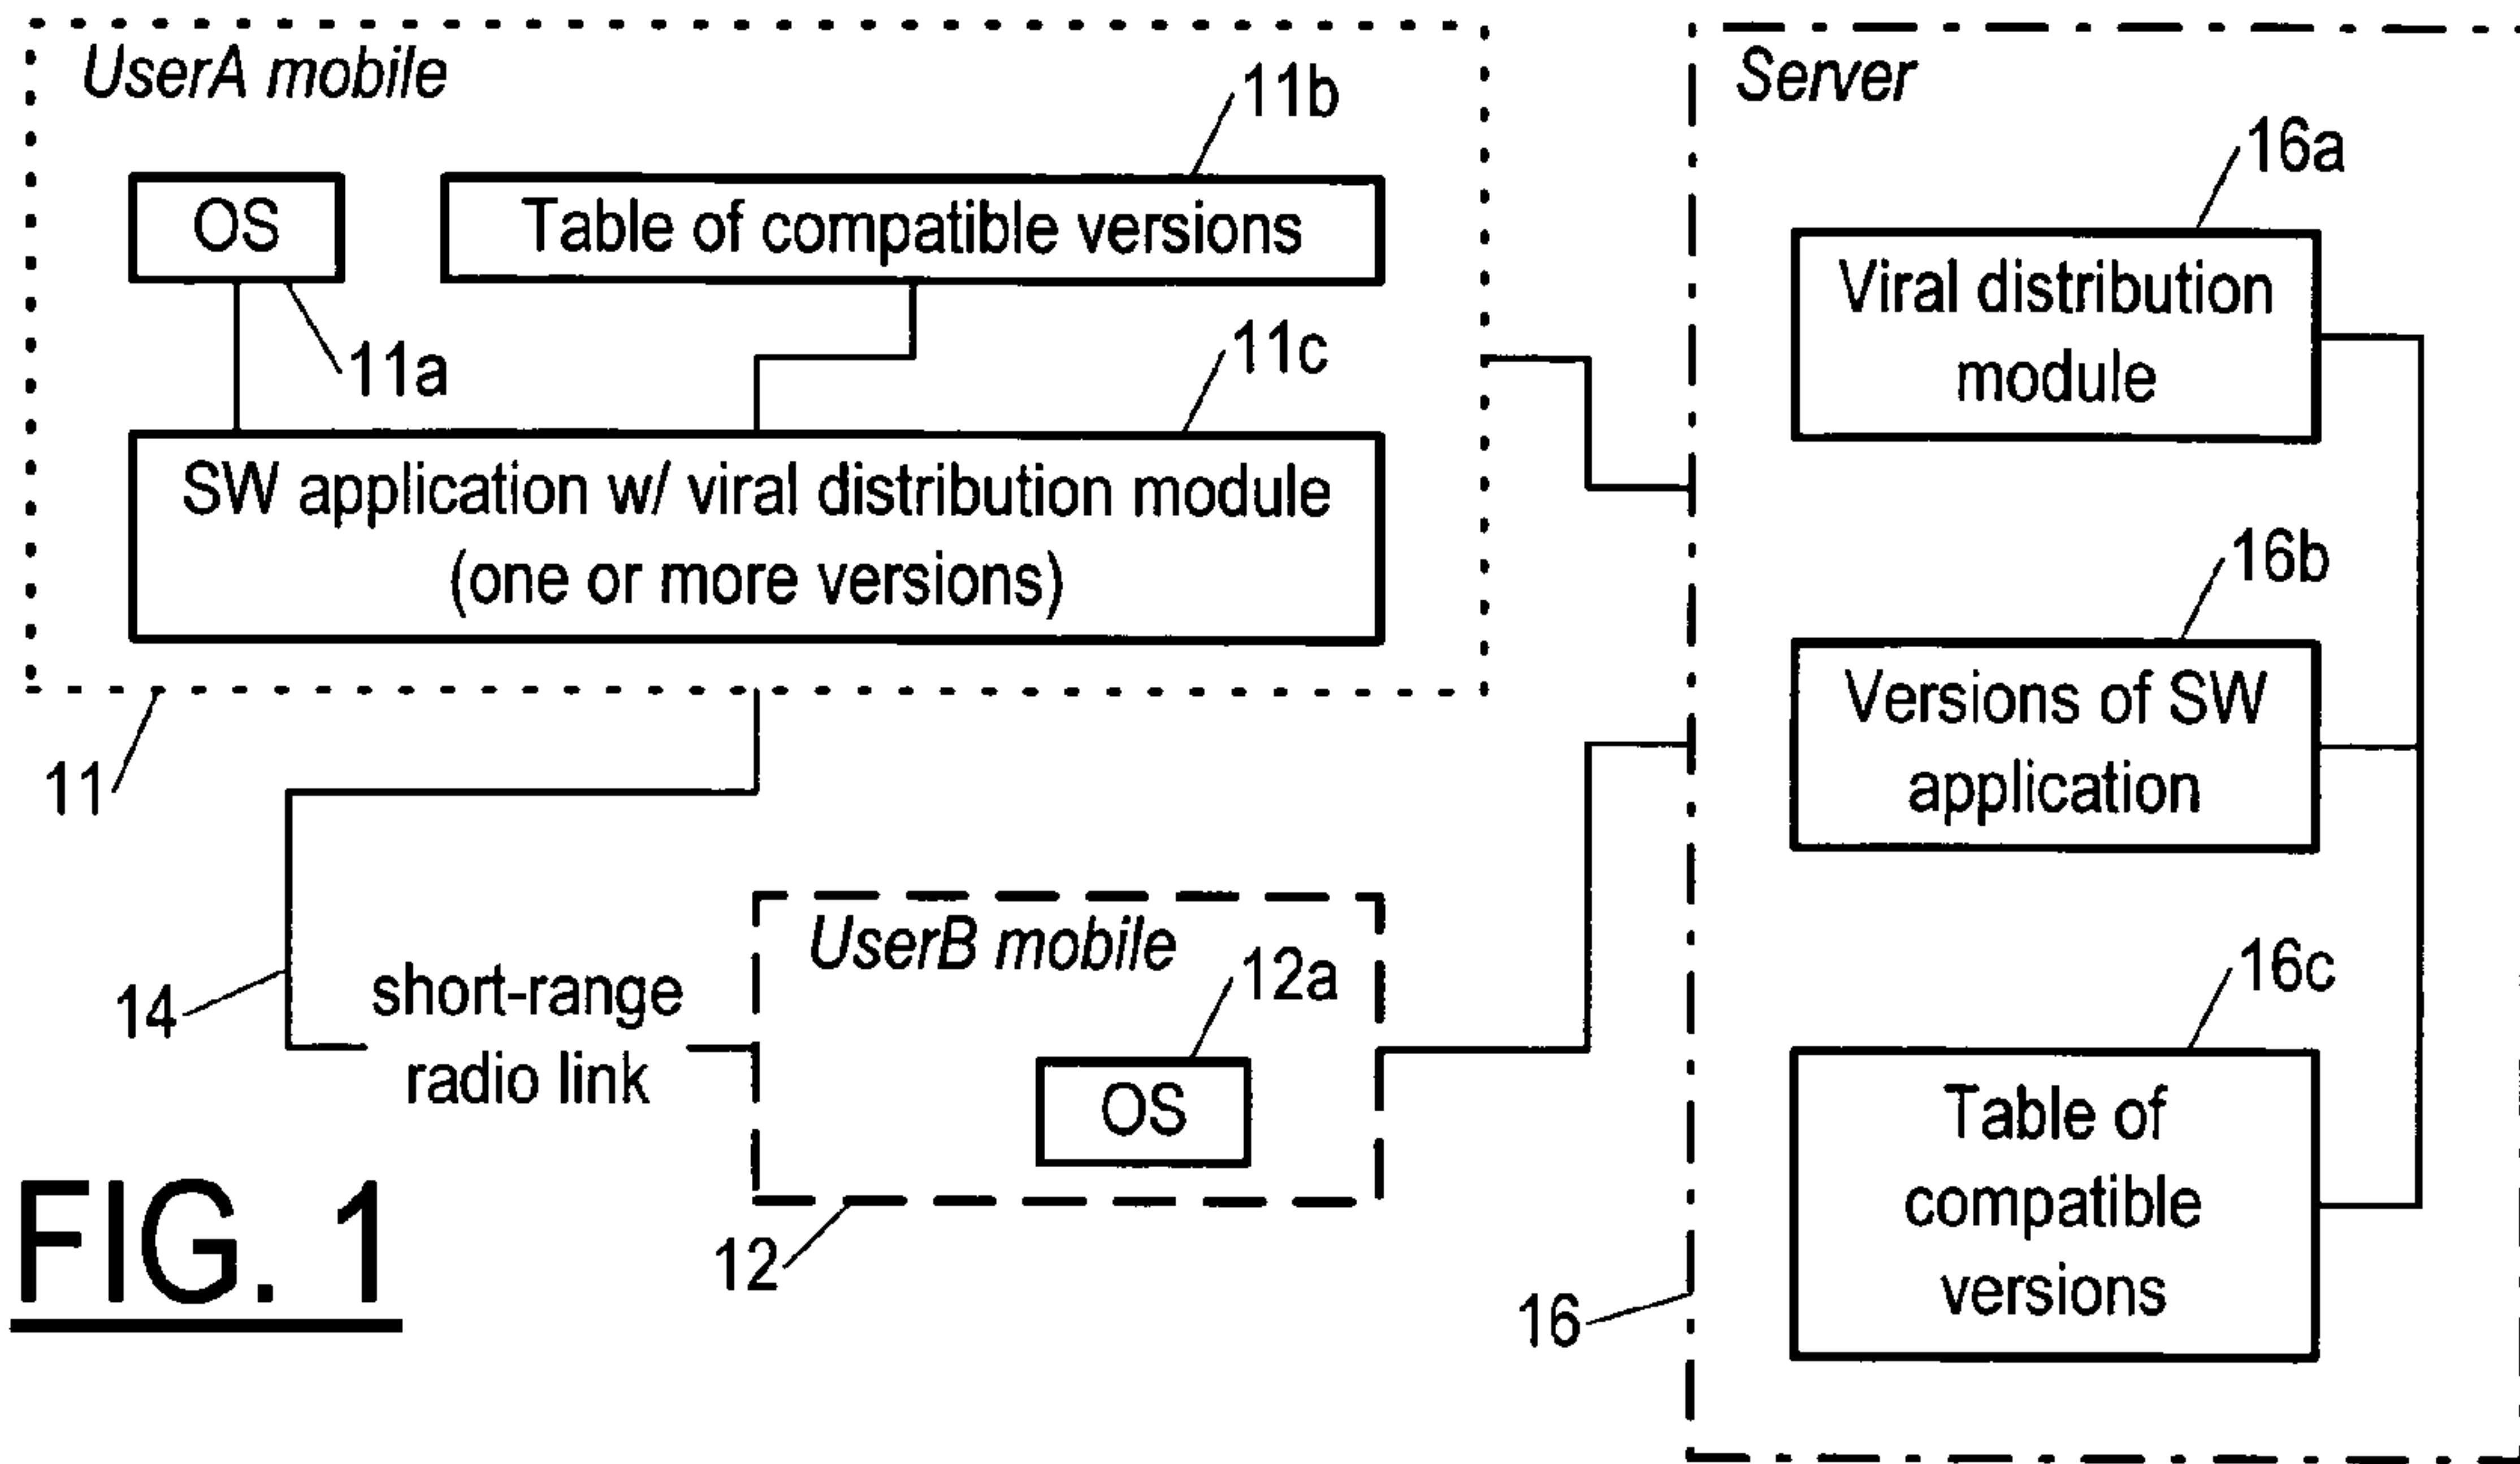 UserA mobile
11b
OS
Table of compatible versions
11a
11c
SW application w/ viral distribution module
(one or more versions)
11
14
short-range
radio link
UserB mobile
12a
OS
12
Server
16a
Viral distribution
module
16b
Versions of SW
application
16c
Table of
compatible
versions
16
FIG. 1